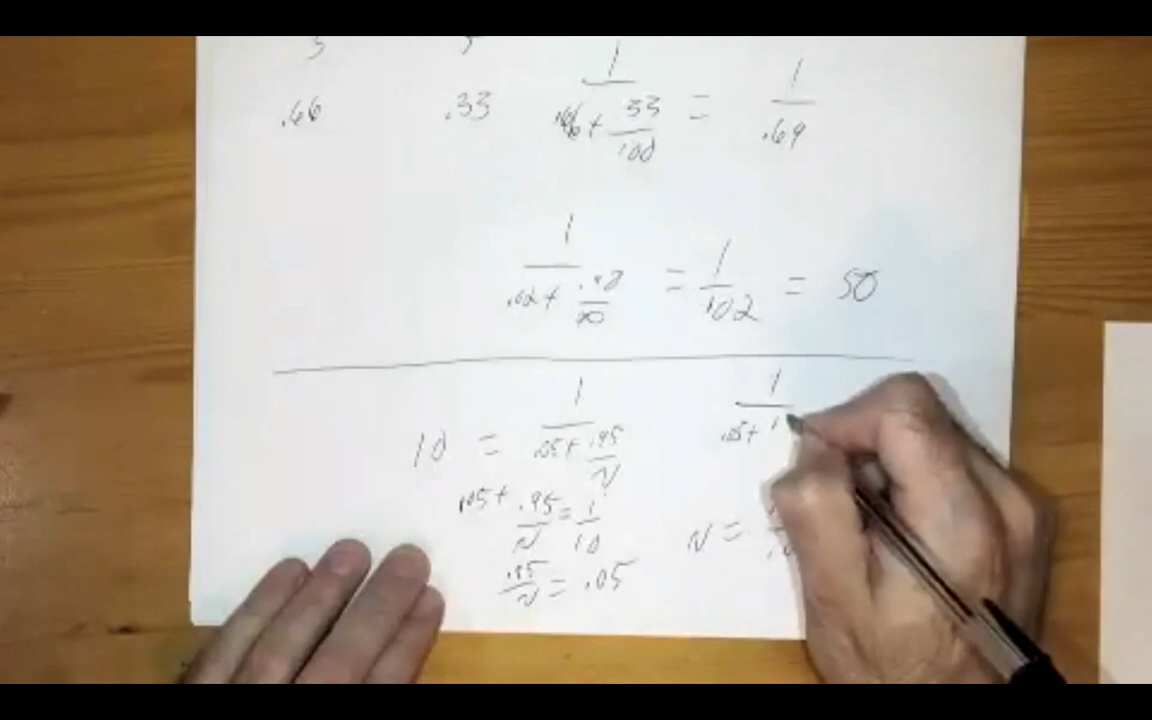 1
.66 .33 .66 + .33/100 = 1/.69
1/(.02 + .98/∞) = 1/.02 = 50
10 = 1/(.05 + .95/N) 1/(.05 +
.05 + .95/N = 1/10 N =
.95/N = .05